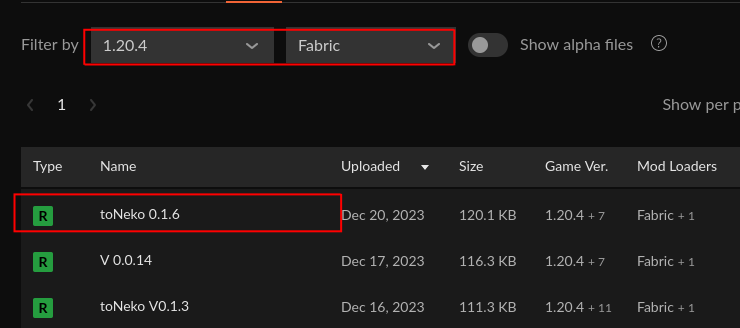 Filter by 1.20.4 Fabric Show alpha files ?
1
Show per p
Type Name Uploaded Size Game Ver. Mod Loaders
R toNeko 0.1.6 Dec 20, 2023 120.1 KB 1.20.4 + 7 Fabric + 1
R V 0.0.14 Dec 17, 2023 116.3 KB 1.20.4 + 7 Fabric + 1
R toNeko V0.1.3 Dec 16, 2023 111.3 KB 1.20.4 + 11 Fabric + 1